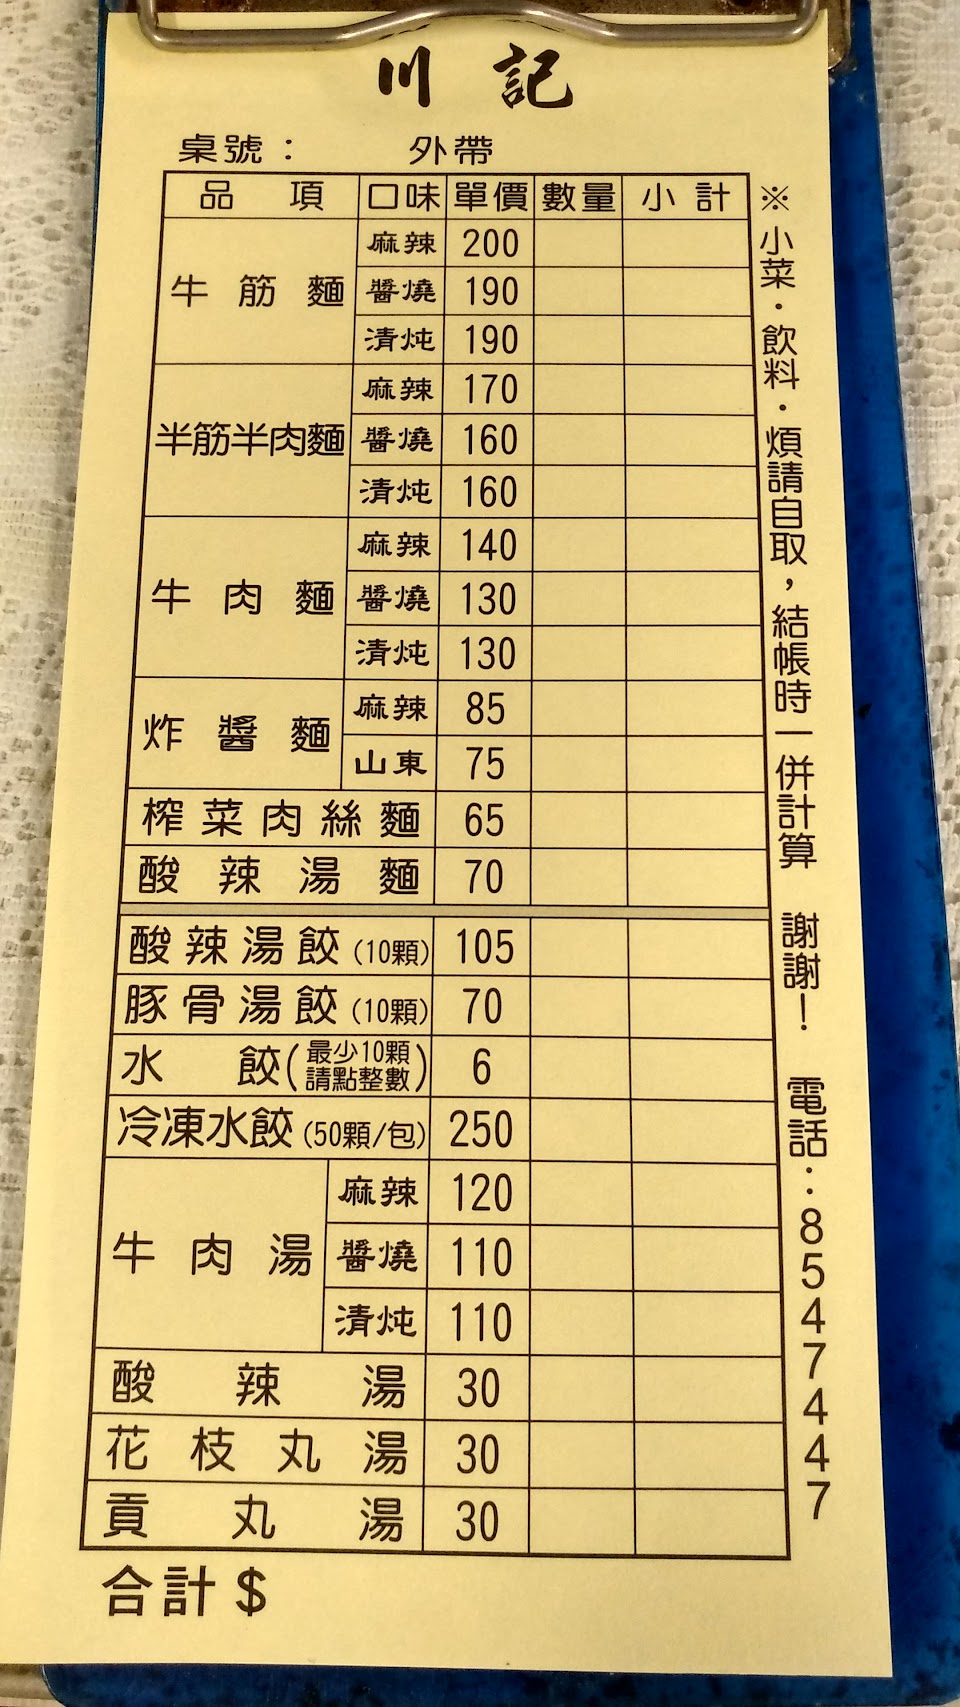 川記
桌號： 外帶
品項 口味 單價 數量 小計
牛筋麵 麻辣 200
醬燒 190
清炖 190
半筋半肉麵 麻辣 170
醬燒 160
清炖 160
牛肉麵 麻辣 140
醬燒 130
清炖 130
炸醬麵 麻辣 85
山東 75
榨菜肉絲麵 65
酸辣湯麵 70
酸辣湯餃(10顆) 105
豚骨湯餃(10顆) 70
水餃(最少10顆請點整數) 6
冷凍水餃(50顆/包) 250
牛肉湯 麻辣 120
醬燒 110
清炖 110
酸辣湯 30
花枝丸湯 30
貢丸湯 30
合計$
※小菜．飲料．煩請自取，結帳時一併計算 謝謝！ 電話：8547447